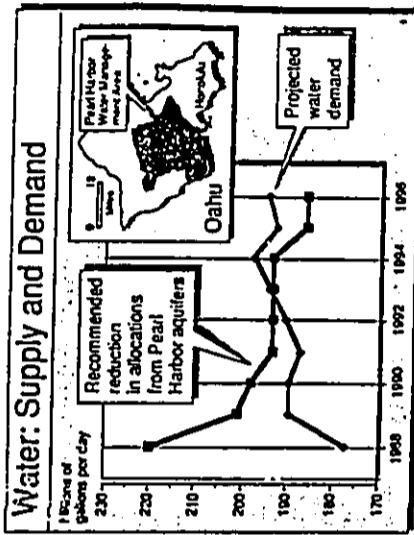 Water: Supply and Demand
Millions of
gallons per day
230
220
210
200
190
180
170
1988
1990
1992
1994
1996
Recommended
reduction
in allocations
from Pearl
Harbor aquifers
Projected
water
demand
Pearl Harbor
Water Manage-
ment Area
Miles
Honolulu
Oahu